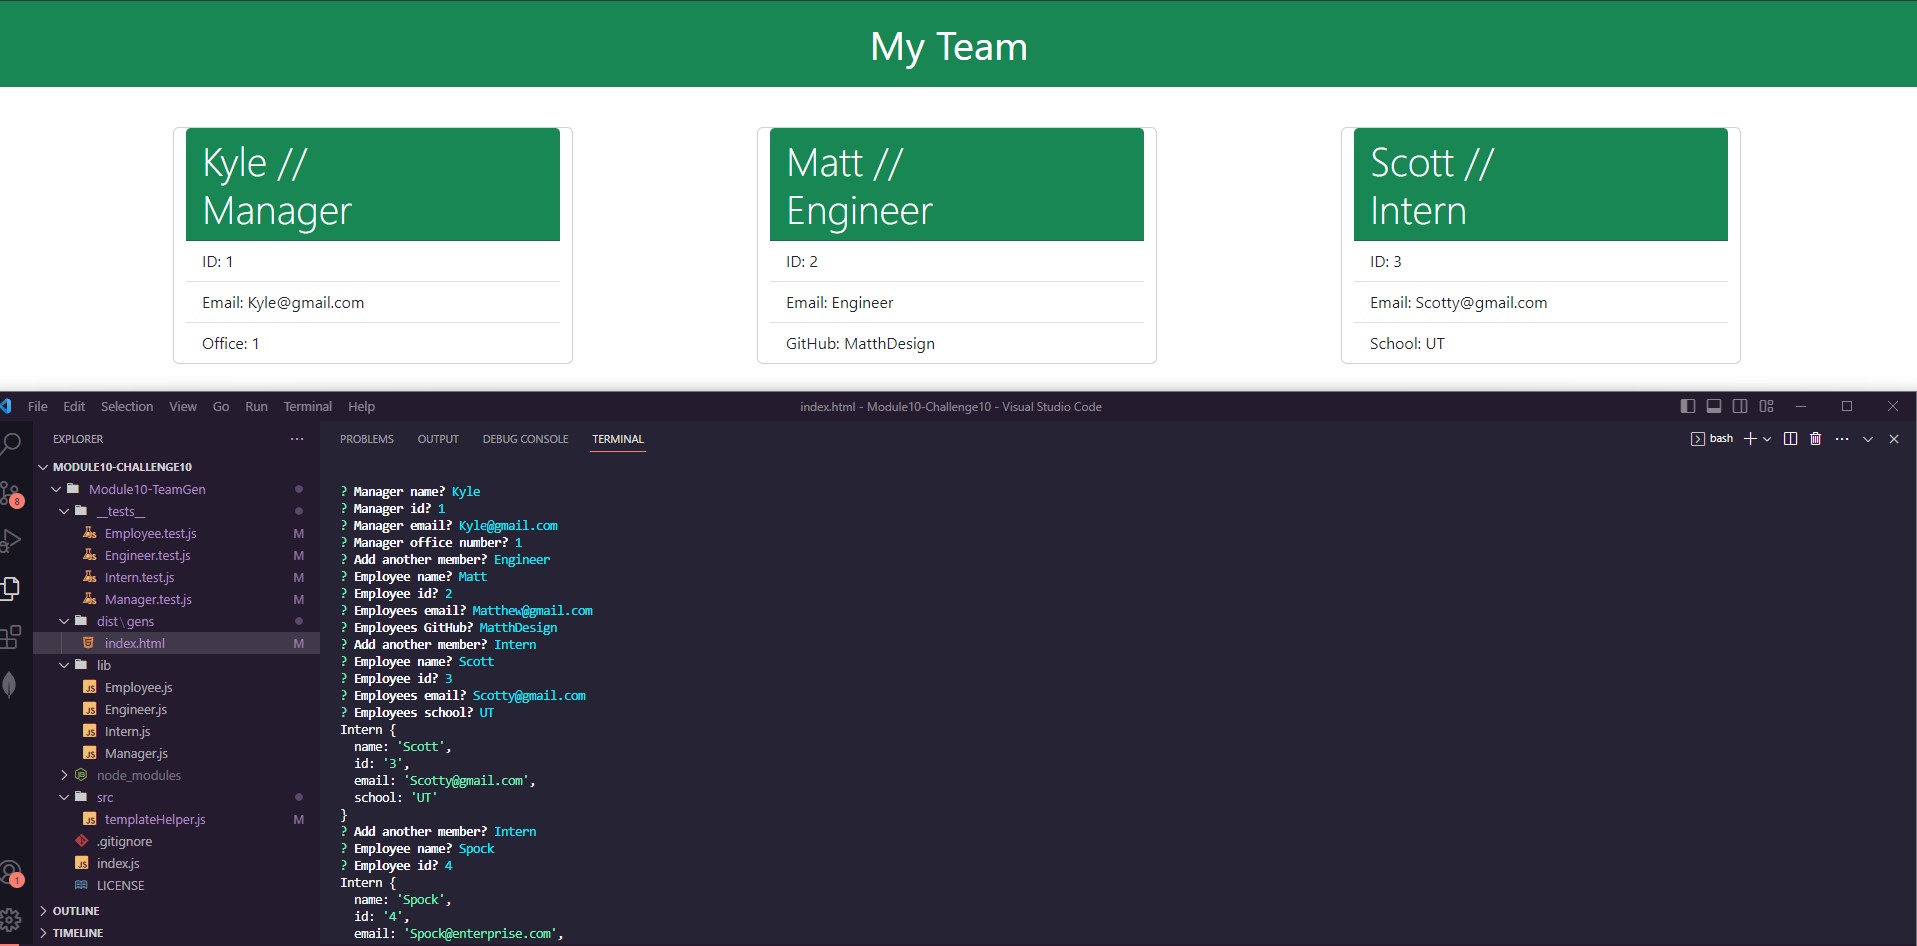 My Team
Kyle //
Manager
ID: 1
Email: Kyle@gmail.com
Office: 1
Matt //
Engineer
ID: 2
Email: Engineer
GitHub: MatthDesign
Scott //
Intern
ID: 3
Email: Scotty@gmail.com
School: UT
File Edit Selection View Go Run Terminal Help
index.html - Module10-Challenge10 - Visual Studio Code
EXPLORER
MODULE10-CHALLENGE10
Module10-TeamGen
__tests__
Employee.test.js M
Engineer.test.js M
Intern.test.js M
Manager.test.js M
dist\gens
index.html M
lib
JS Employee.js
JS Engineer.js
JS Intern.js
JS Manager.js
node_modules
src
JS templateHelper.js M
.gitignore
JS index.js
LICENSE
OUTLINE
TIMELINE
8
1
PROBLEMS OUTPUT DEBUG CONSOLE TERMINAL
bash
? Manager name? Kyle
? Manager id? 1
? Manager email? Kyle@gmail.com
? Manager office number? 1
? Add another member? Engineer
? Employee name? Matt
? Employee id? 2
? Employees email? Matthew@gmail.com
? Employees GitHub? MatthDesign
? Add another member? Intern
? Employee name? Scott
? Employee id? 3
? Employees email? Scotty@gmail.com
? Employees school? UT
Intern {
name: 'Scott',
id: '3',
email: 'Scotty@gmail.com',
school: 'UT'
}
? Add another member? Intern
? Employee name? Spock
? Employee id? 4
Intern {
name: 'Spock',
id: '4',
email: 'Spock@enterprise.com',